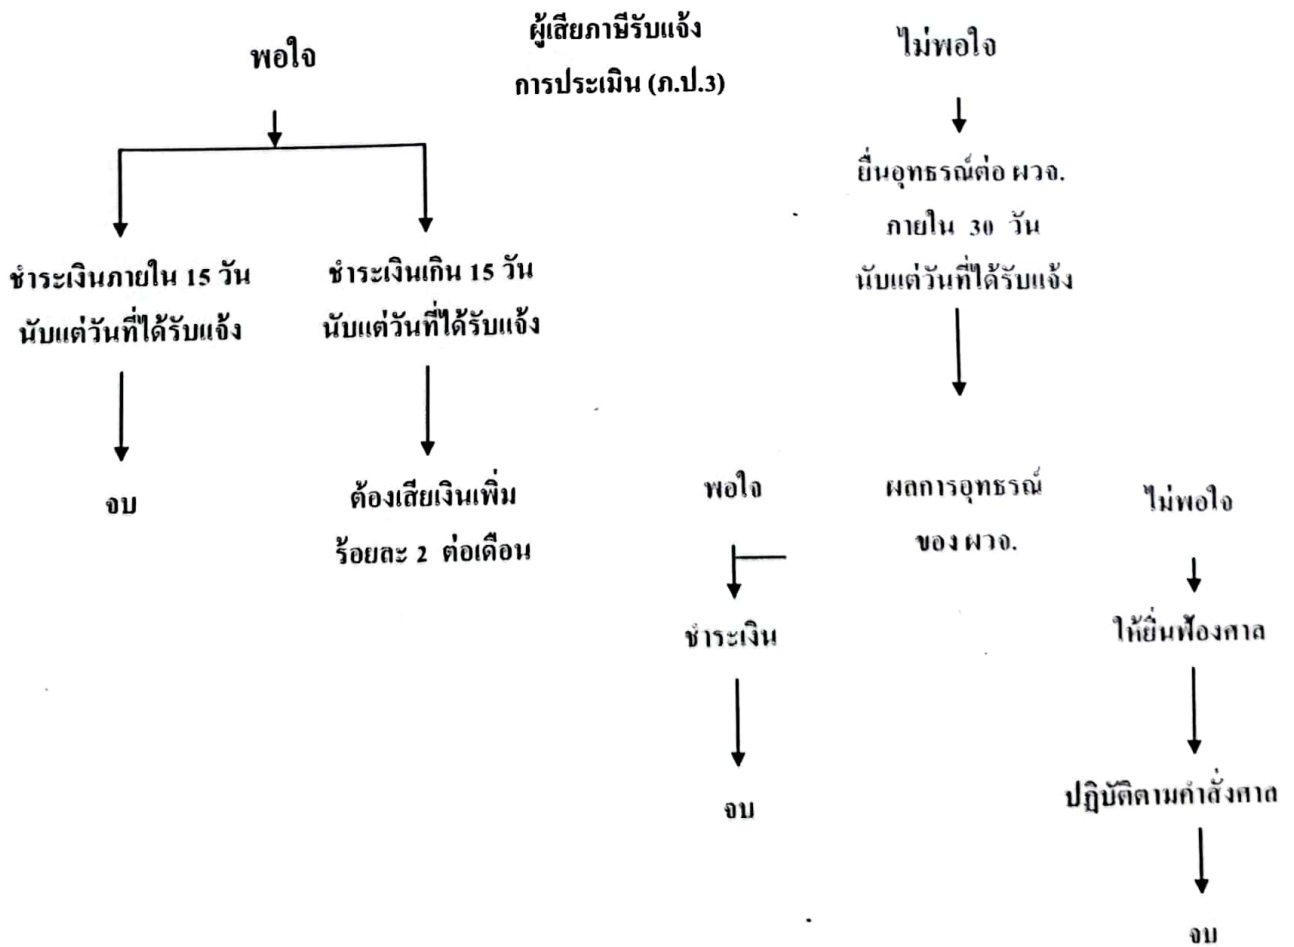 ผู้เสียภาษีรับแจ้ง
การประเมิน (ภ.ป.3)
พอใจ
ไม่พอใจ
ชำระเงินภายใน 15 วัน
นับแต่วันที่ได้รับแจ้ง
จบ
ชำระเงินเกิน 15 วัน
นับแต่วันที่ได้รับแจ้ง
ต้องเสียเงินเพิ่ม
ร้อยละ 2 ต่อเดือน
ยื่นอุทธรณ์ต่อ ผวจ.
ภายใน 30 วัน
นับแต่วันที่ได้รับแจ้ง
ผลการอุทธรณ์
ของ ผวจ.
พอใจ
ชำระเงิน
จบ
ไม่พอใจ
ให้ยื่นฟ้องศาล
ปฏิบัติตามคำสั่งศาล
จบ